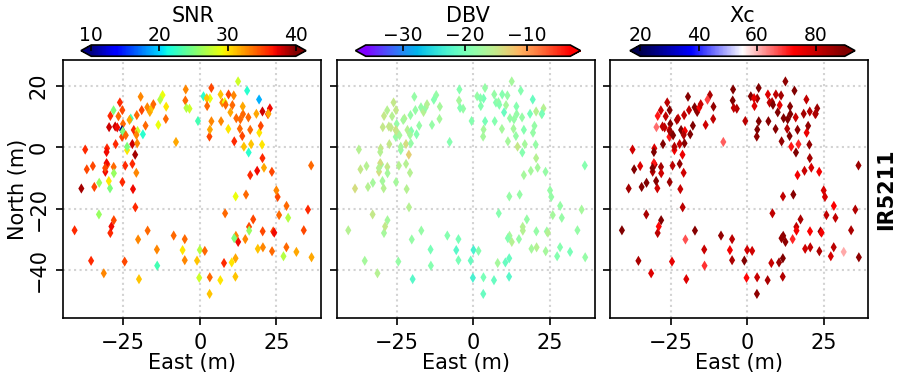 SNR DBV Xc
10 20 30 40 −30 −20 −10 20 40 60 80
20
0
−20
−40
North (m)
IR5211
−25 0 25 −25 0 25 −25 0 25
East (m) East (m) East (m)